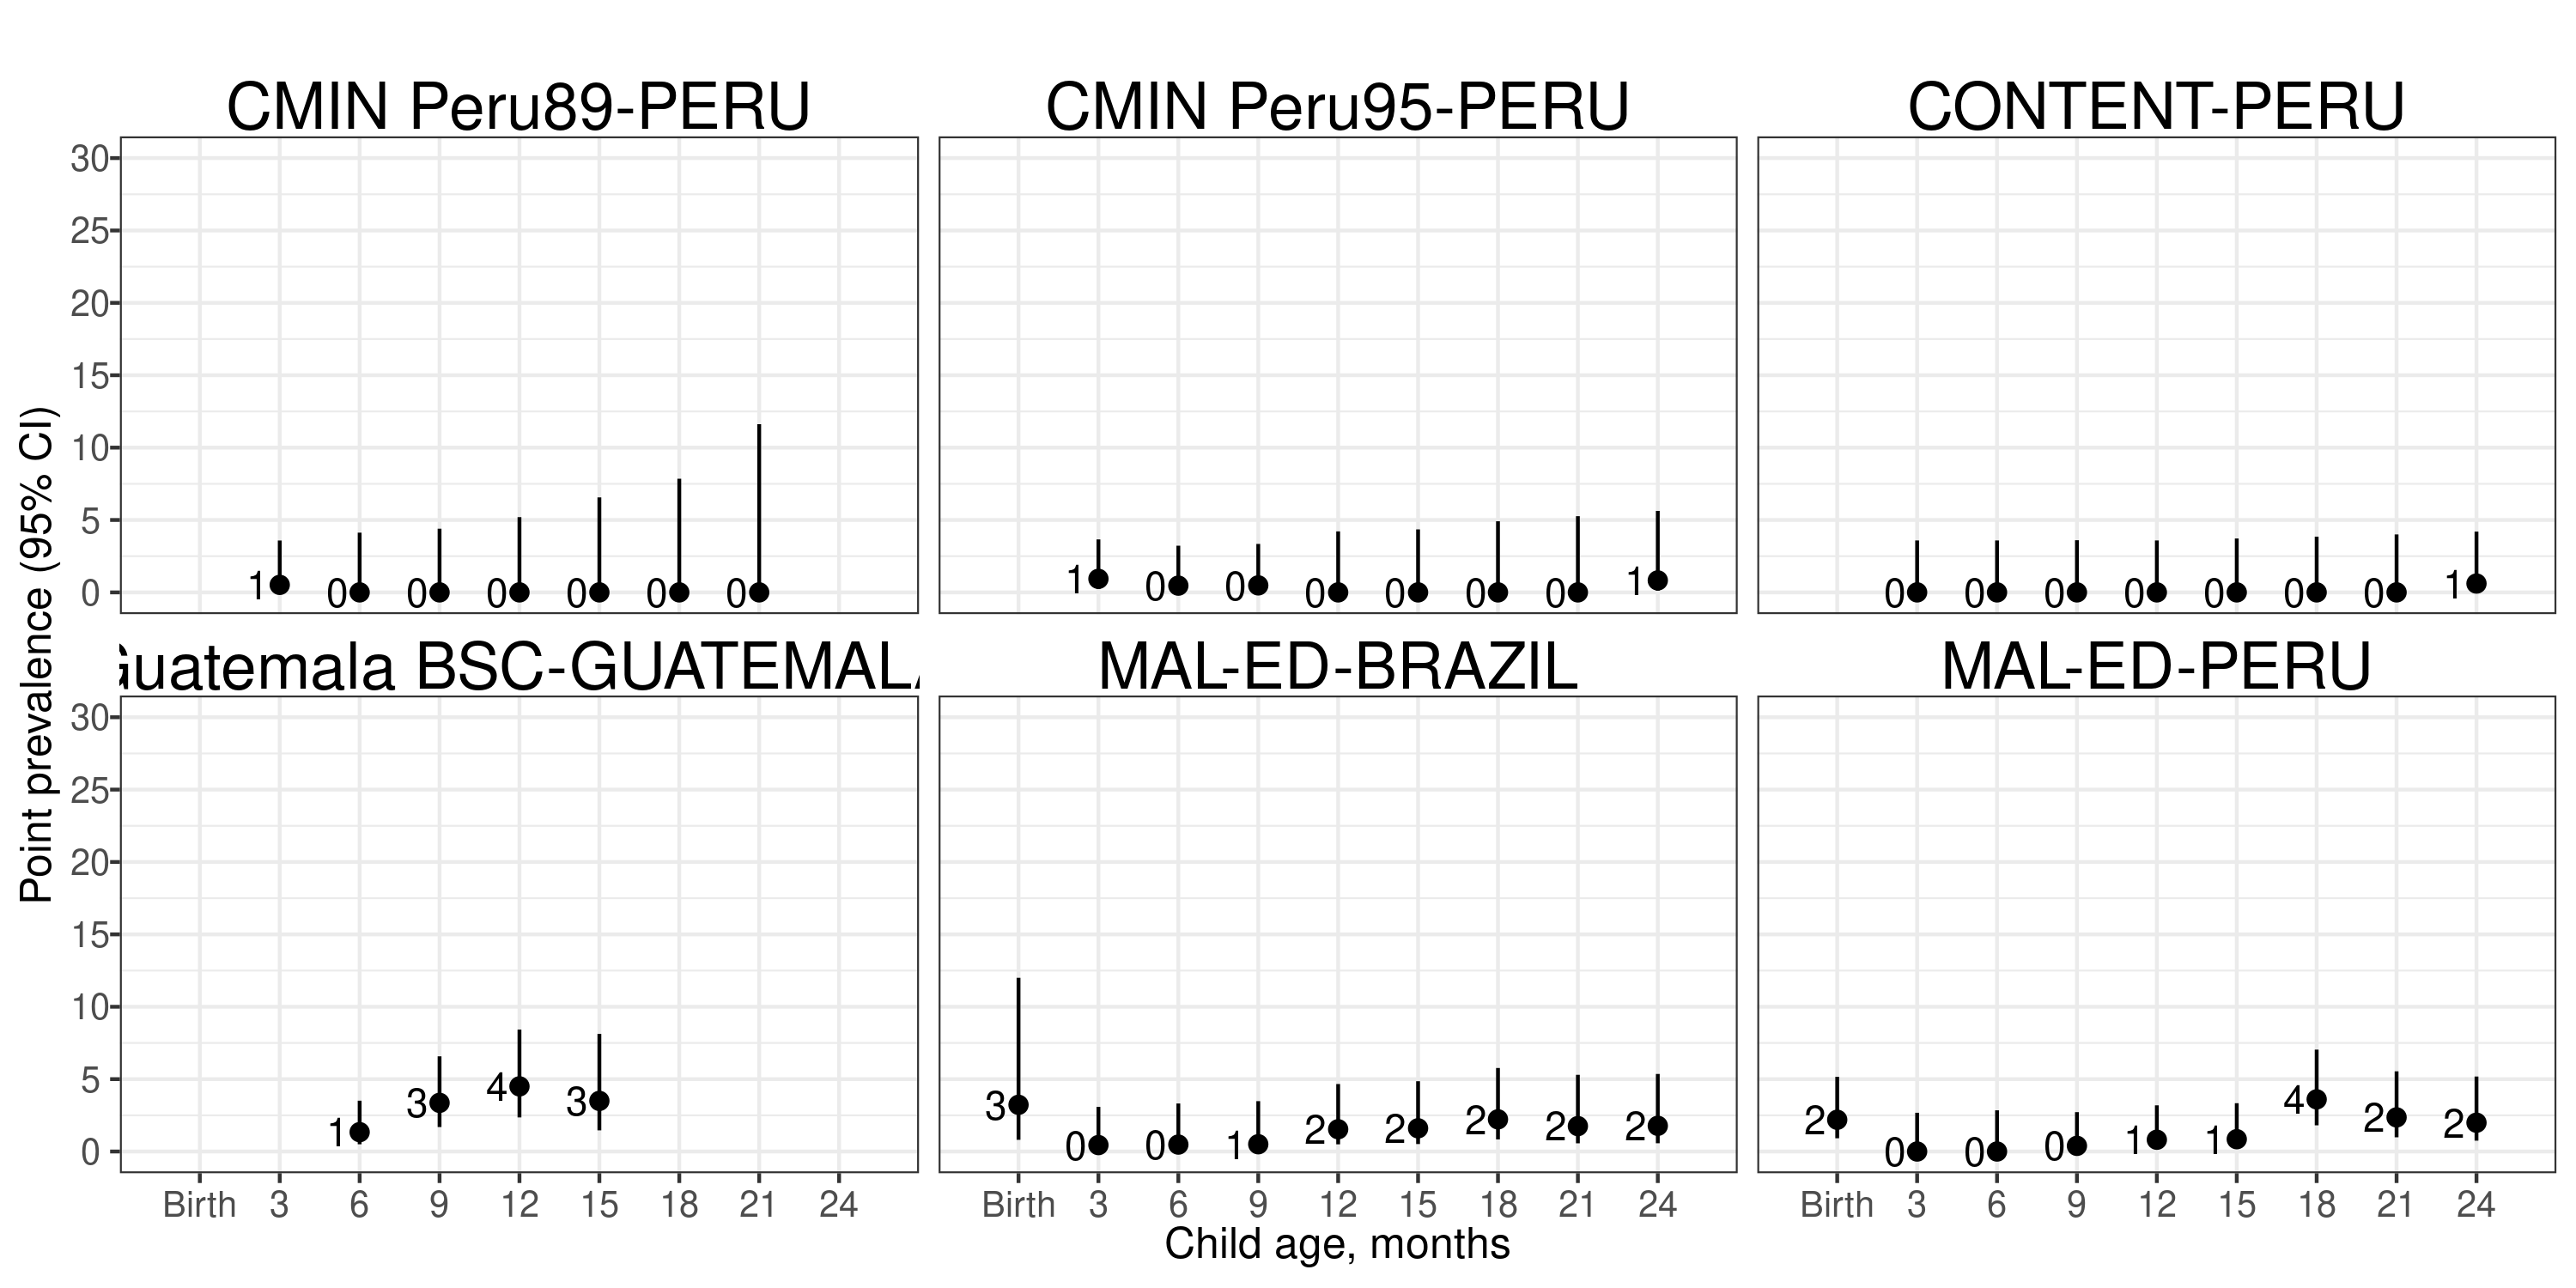 CMIN Peru89-PERU CMIN Peru95-PERU CONTENT-PERU
30
25
20
15
10
5
0
1 0 0 0 0 0 0
1 0 0 0 0 0 0 1
0 0 0 0 0 0 0 1
Point prevalence (95% CI)
Guatemala BSC-GUATEMALA MAL-ED-BRAZIL MAL-ED-PERU
30
25
20
15
10
5
0
1 3 4 3
3 0 0 1 2 2 2 2 2
2 0 0 0 1 1 4 2 2
Birth 3 6 9 12 15 18 21 24 Birth 3 6 9 12 15 18 21 24 Birth 3 6 9 12 15 18 21 24
Child age, months